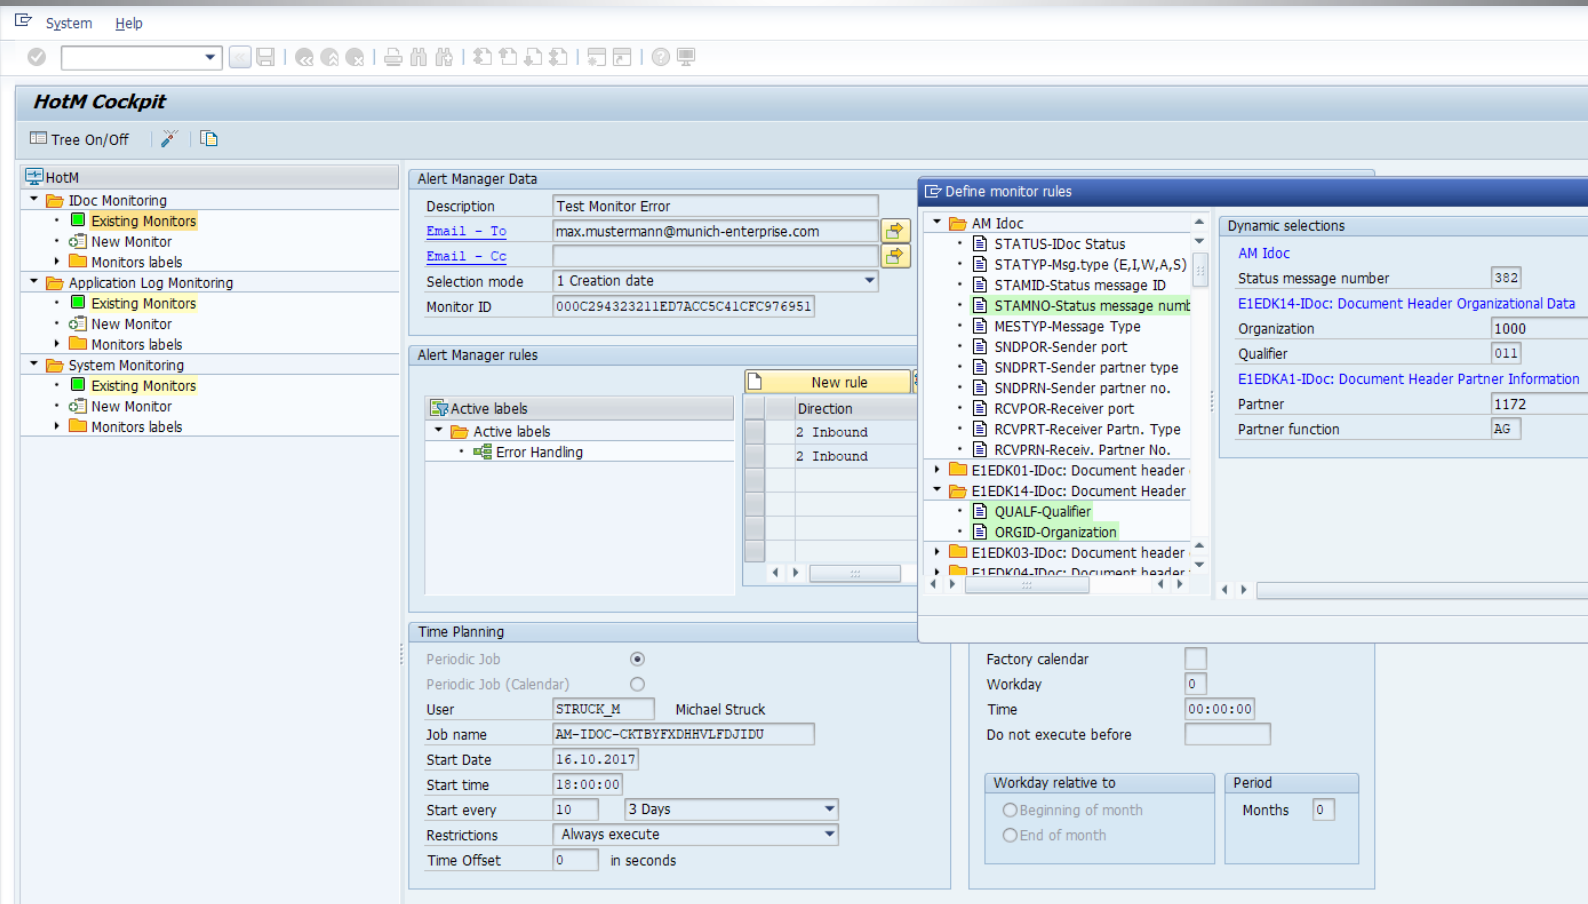 System Help
HotM Cockpit
Tree On/Off
HotM
IDoc Monitoring
Existing Monitors
New Monitor
Monitors labels
Application Log Monitoring
Existing Monitors
New Monitor
Monitors labels
System Monitoring
Existing Monitors
New Monitor
Monitors labels
Alert Manager Data
Description Test Monitor Error
Email - To max.mustermann@munich-enterprise.com
Email - Cc
Selection mode 1 Creation date
Monitor ID 000C294323211ED7ACC5C41CFC976951
Alert Manager rules
New rule
Active labels
Active labels
Error Handling
Direction
2 Inbound
2 Inbound
Define monitor rules
AM Idoc
STATUS-IDoc Status
STATYP-Msg.type (E,I,W,A,S)
STAMID-Status message ID
STAMNO-Status message numb
MESTYP-Message Type
SNDPOR-Sender port
SNDPRT-Sender partner type
SNDPRN-Sender partner no.
RCVPOR-Receiver port
RCVPRT-Receiver Partn. Type
RCVPRN-Receiv. Partner No.
E1EDK01-IDoc: Document header
E1EDK14-IDoc: Document Header
QUALF-Qualifier
ORGID-Organization
E1EDK03-IDoc: Document header
E1EDK04-IDoc: Document header
Dynamic selections
AM Idoc
Status message number 382
E1EDK14-IDoc: Document Header Organizational Data
Organization 1000
Qualifier 011
E1EDKA1-IDoc: Document Header Partner Information
Partner 1172
Partner function AG
Time Planning
Periodic Job
Periodic Job (Calendar)
User STRUCK_M Michael Struck
Job name AM-IDOC-CKTBYFXDHHVLFDJIDU
Start Date 16.10.2017
Start time 18:00:00
Start every 10 3 Days
Restrictions Always execute
Time Offset 0 in seconds
Factory calendar
Workday 0
Time 00:00:00
Do not execute before
Workday relative to
Beginning of month
End of month
Period
Months 0